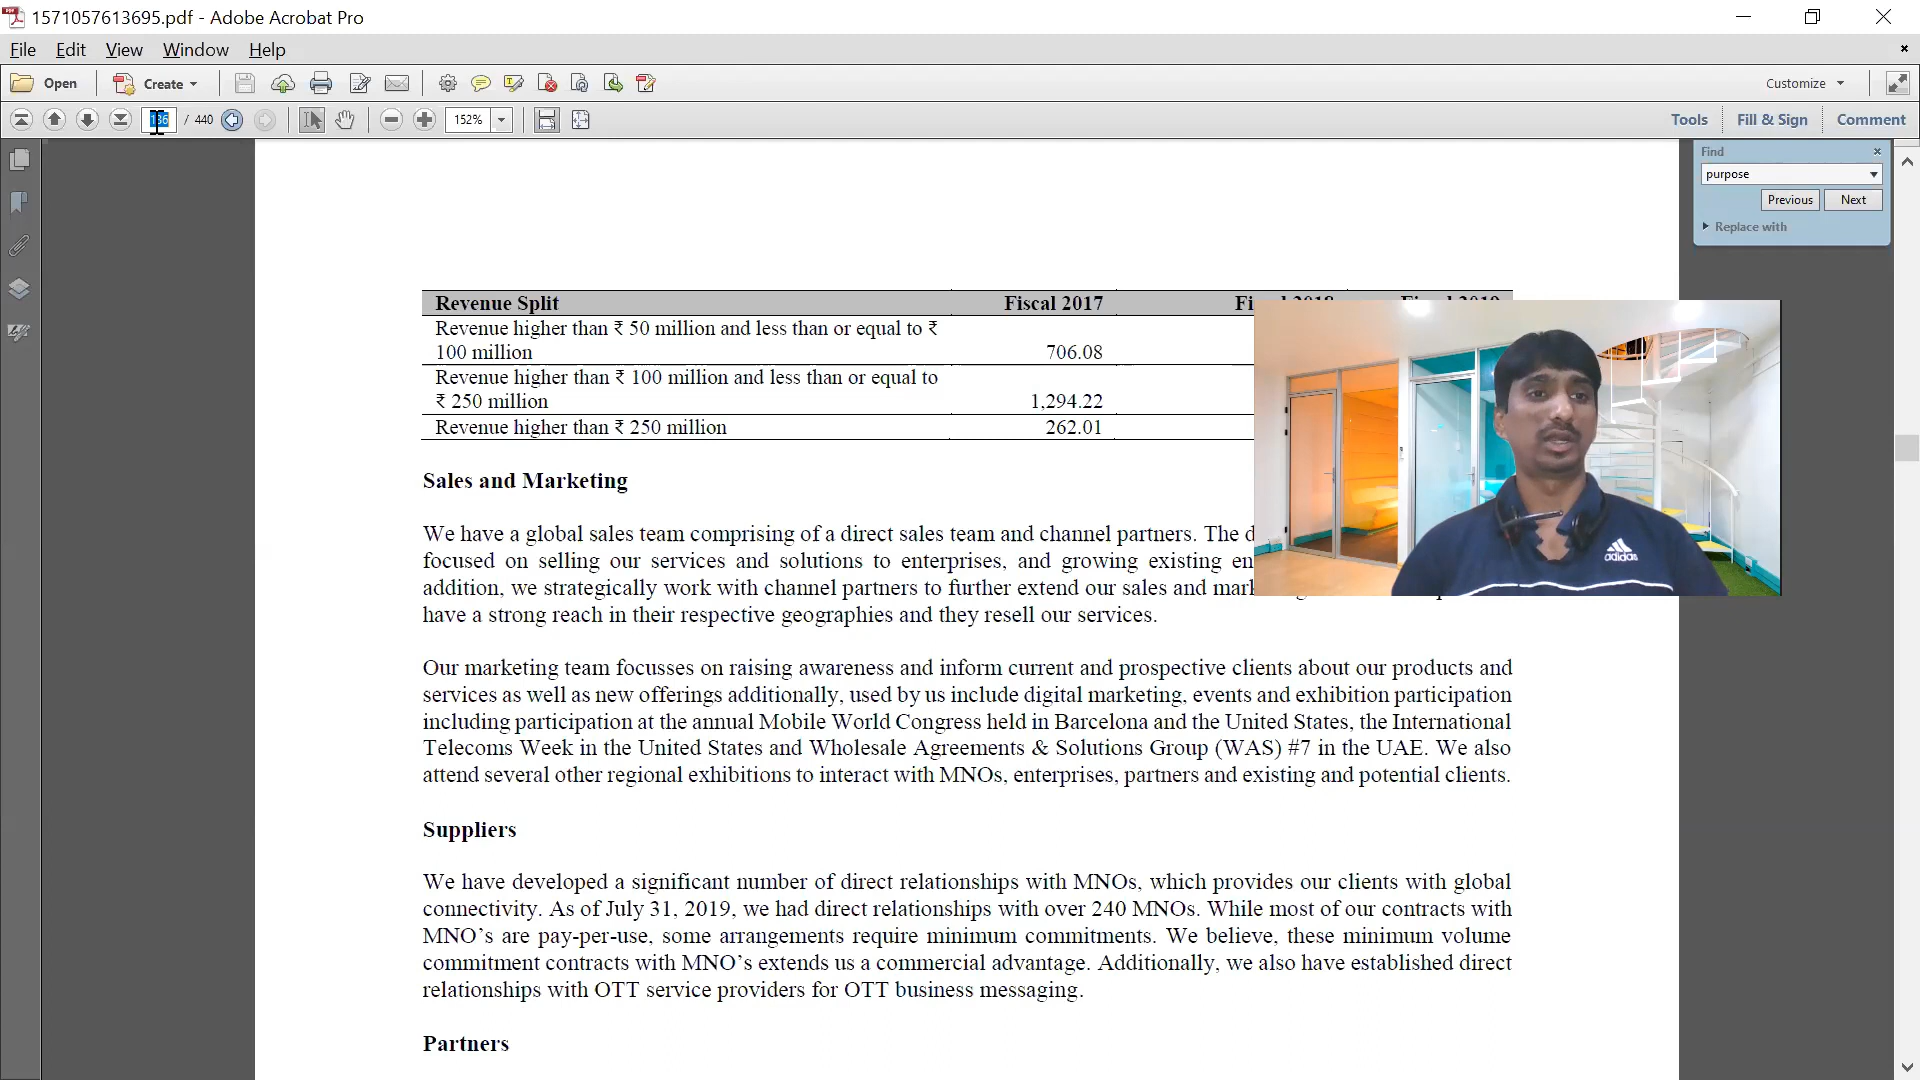 1571057613695.pdf - Adobe Acrobat Pro
File Edit View Window Help
Open Create Customize
136 / 440 152% Tools Fill & Sign Comment
Find
purpose
Previous Next
Replace with
Revenue Split Fiscal 2017 Fiscal 2018 Fiscal 2019
Revenue higher than ₹ 50 million and less than or equal to ₹
100 million 706.08
Revenue higher than ₹ 100 million and less than or equal to
₹ 250 million 1,294.22
Revenue higher than ₹ 250 million 262.01
Sales and Marketing
We have a global sales team comprising of a direct sales team and channel partners. The
focused on selling our services and solutions to enterprises, and growing existing
addition, we strategically work with channel partners to further extend our sales and
have a strong reach in their respective geographies and they resell our services.
Our marketing team focusses on raising awareness and inform current and prospective clients about our products and
services as well as new offerings additionally, used by us include digital marketing, events and exhibition participation
including participation at the annual Mobile World Congress held in Barcelona and the United States, the International
Telecoms Week in the United States and Wholesale Agreements & Solutions Group (WAS) #7 in the UAE. We also
attend several other regional exhibitions to interact with MNOs, enterprises, partners and existing and potential clients.
Suppliers
We have developed a significant number of direct relationships with MNOs, which provides our clients with global
connectivity. As of July 31, 2019, we had direct relationships with over 240 MNOs. While most of our contracts with
MNO's are pay-per-use, some arrangements require minimum commitments. We believe, these minimum volume
commitment contracts with MNO's extends us a commercial advantage. Additionally, we also have established direct
relationships with OTT service providers for OTT business messaging.
Partners
adidas